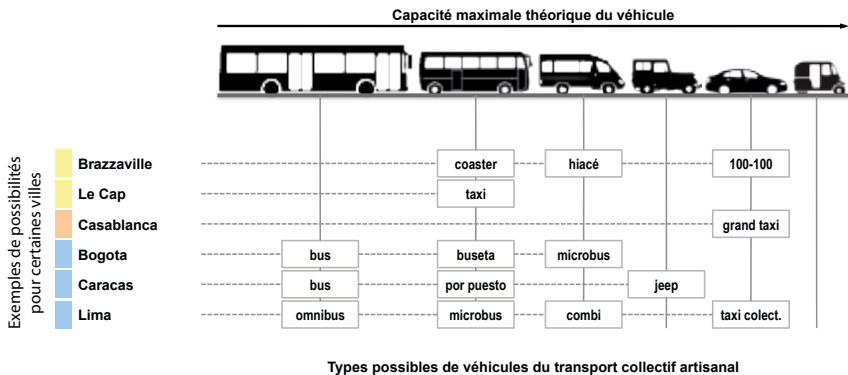 Capacité maximale théorique du véhicule
Exemples de possibilités
pour certaines villes
Brazzaville coaster hiacé 100-100
Le Cap taxi
Casablanca grand taxi
Bogota bus buseta microbus
Caracas bus por puesto jeep
Lima omnibus microbus combi taxi colect.
Types possibles de véhicules du transport collectif artisanal